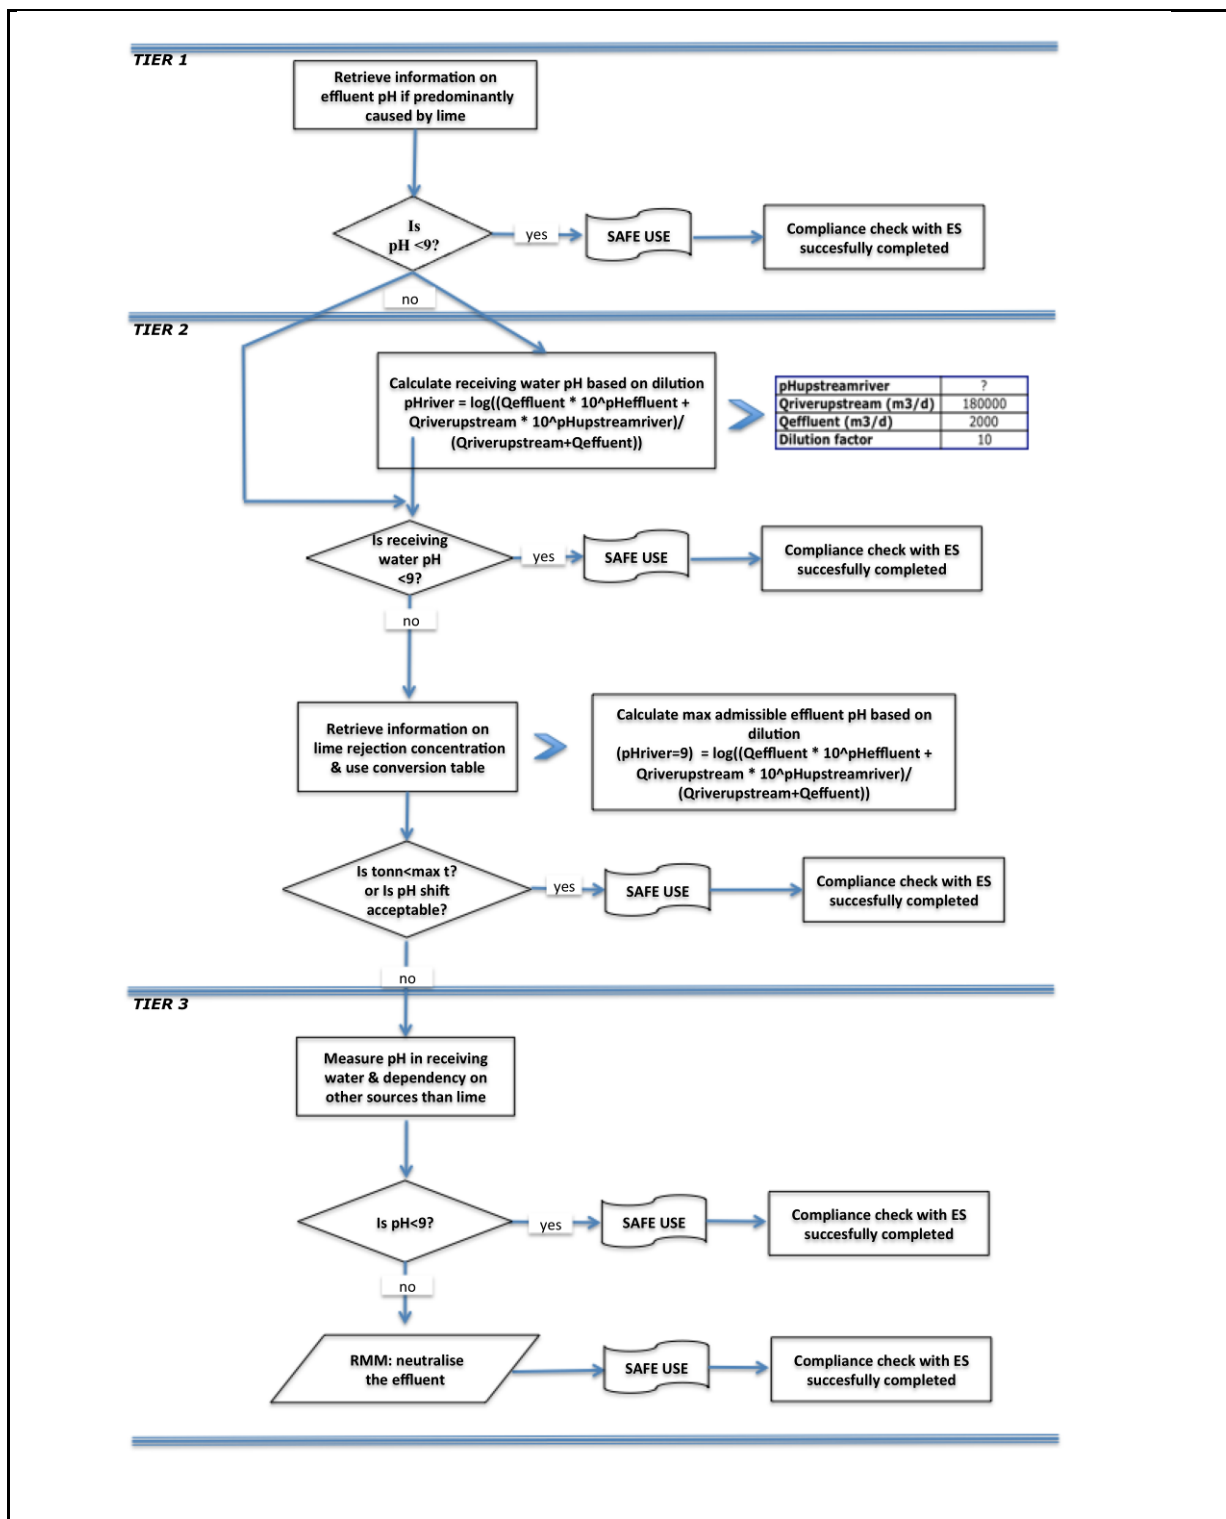 TIER 1
Retrieve information on
effluent pH if predominantly
caused by lime
Is
pH <9?
yes
SAFE USE
Compliance check with ES
succesfully completed
no
TIER 2
Calculate receiving water pH based on dilution
pHriver = log((Qeffluent * 10^pHeffluent +
Qriverupstream * 10^pHupstreamriver)/
(Qriverupstream+Qeffuent))
pHupstreamriver ?
Qriverupstream (m3/d) 180000
Qeffluent (m3/d) 2000
Dilution factor 10
Is receiving
water pH
<9?
yes
SAFE USE
Compliance check with ES
succesfully completed
no
Retrieve information on
lime rejection concentration
& use conversion table
Calculate max admissible effluent pH based on
dilution
(pHriver=9) = log((Qeffluent * 10^pHeffluent +
Qriverupstream * 10^pHupstreamriver)/
(Qriverupstream+Qeffuent))
Is tonn<max t?
or Is pH shift
acceptable?
yes
SAFE USE
Compliance check with ES
succesfully completed
no
TIER 3
Measure pH in receiving
water & dependency on
other sources than lime
Is pH<9?
yes
SAFE USE
Compliance check with ES
succesfully completed
no
RMM: neutralise
the effluent
SAFE USE
Compliance check with ES
succesfully completed